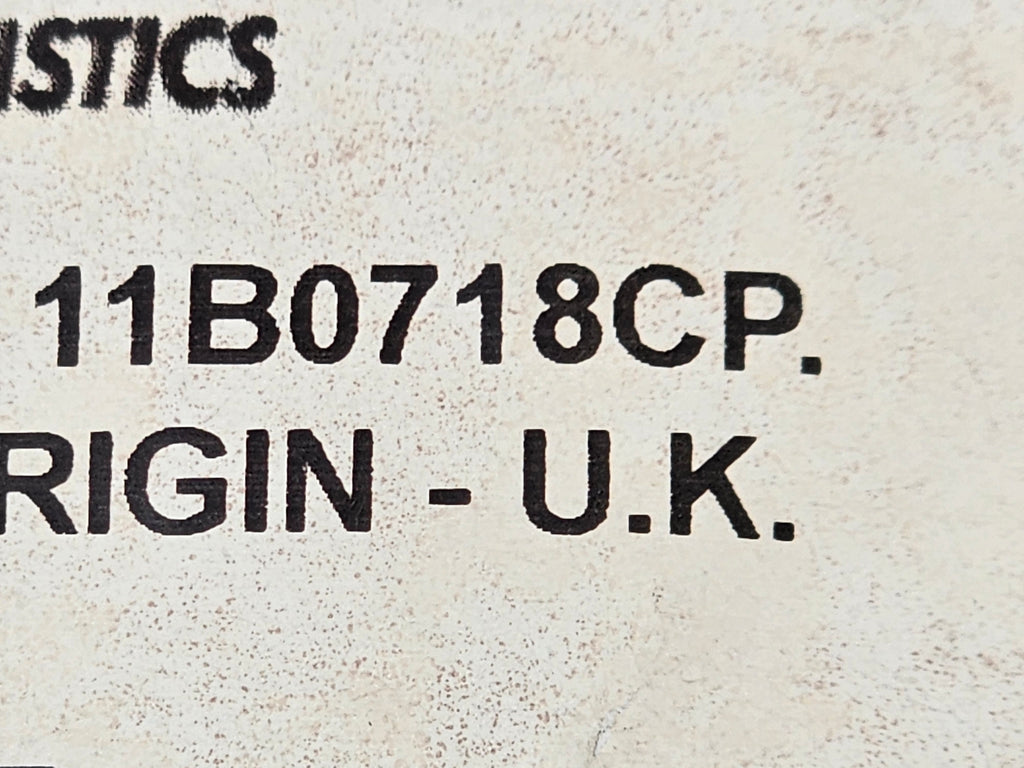 ISTICS
11B0718CP.
RIGIN - U.K.